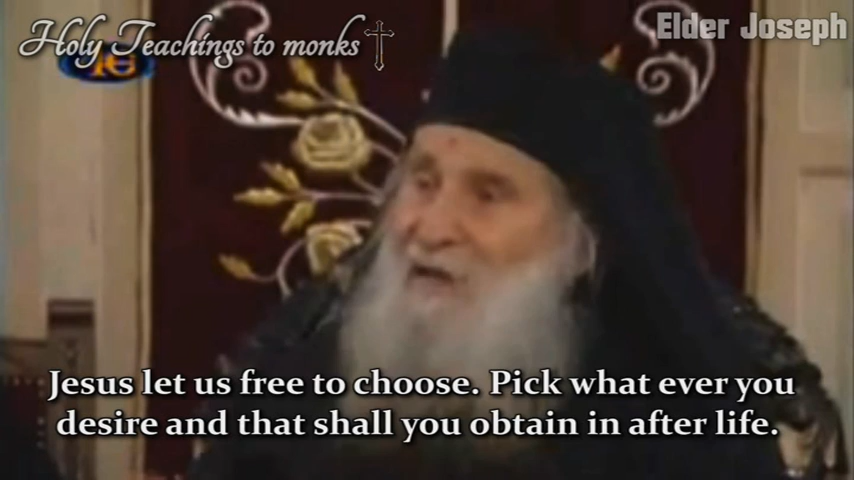 Holy Teachings to monks
Elder Joseph
Jesus let us free to choose. Pick what ever you
desire and that shall you obtain in after life.